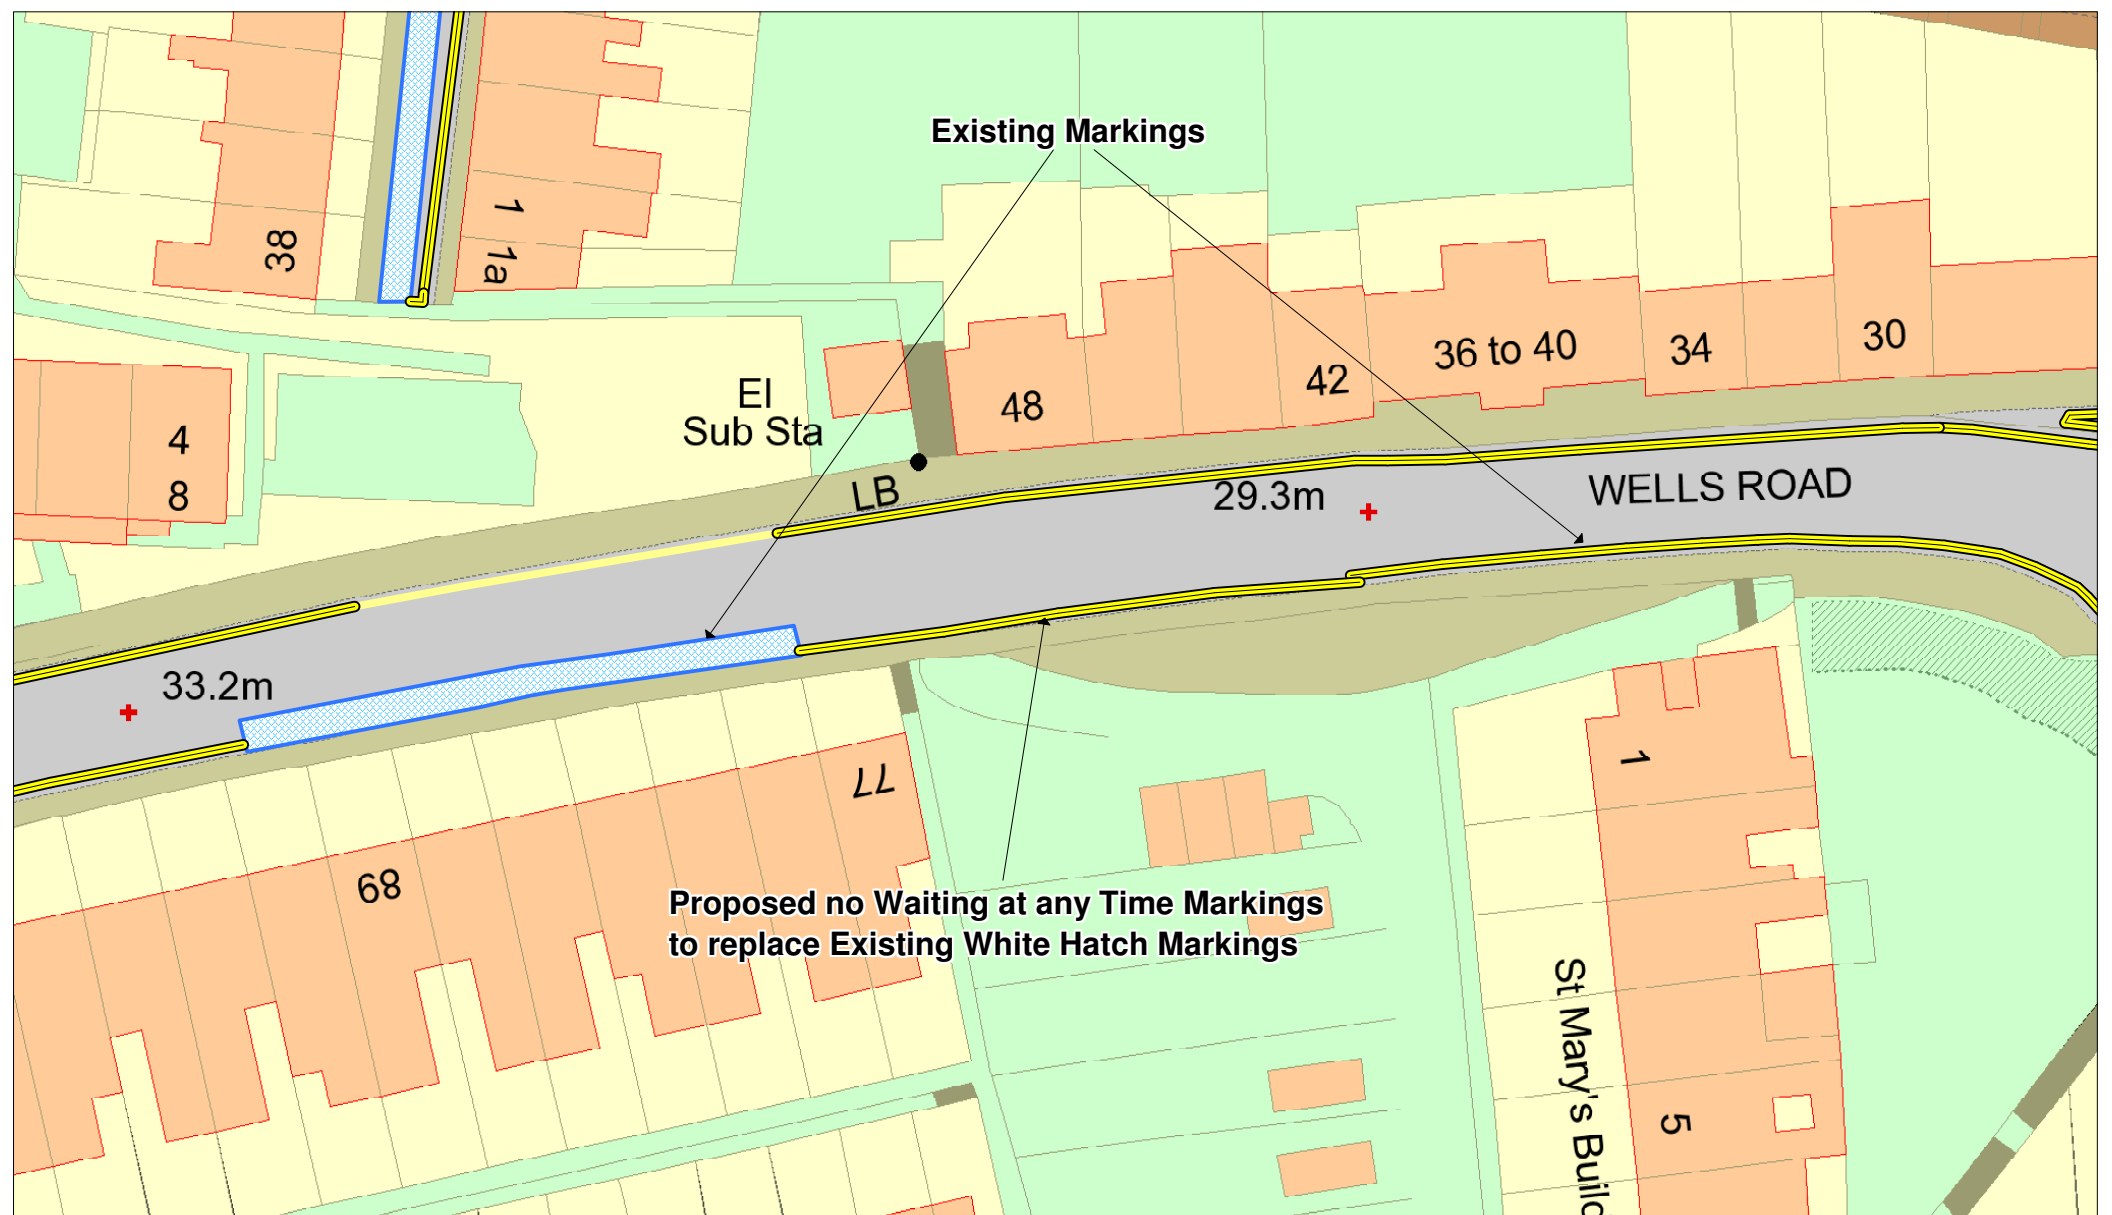 Existing Markings
1
1a
38
36 to 40
34
30
42
48
El
Sub Sta
4
8
LB
29.3m
WELLS ROAD
33.2m
77
1
69
Proposed no Waiting at any Time Markings
to replace Existing White Hatch Markings
St Mary's Build
5